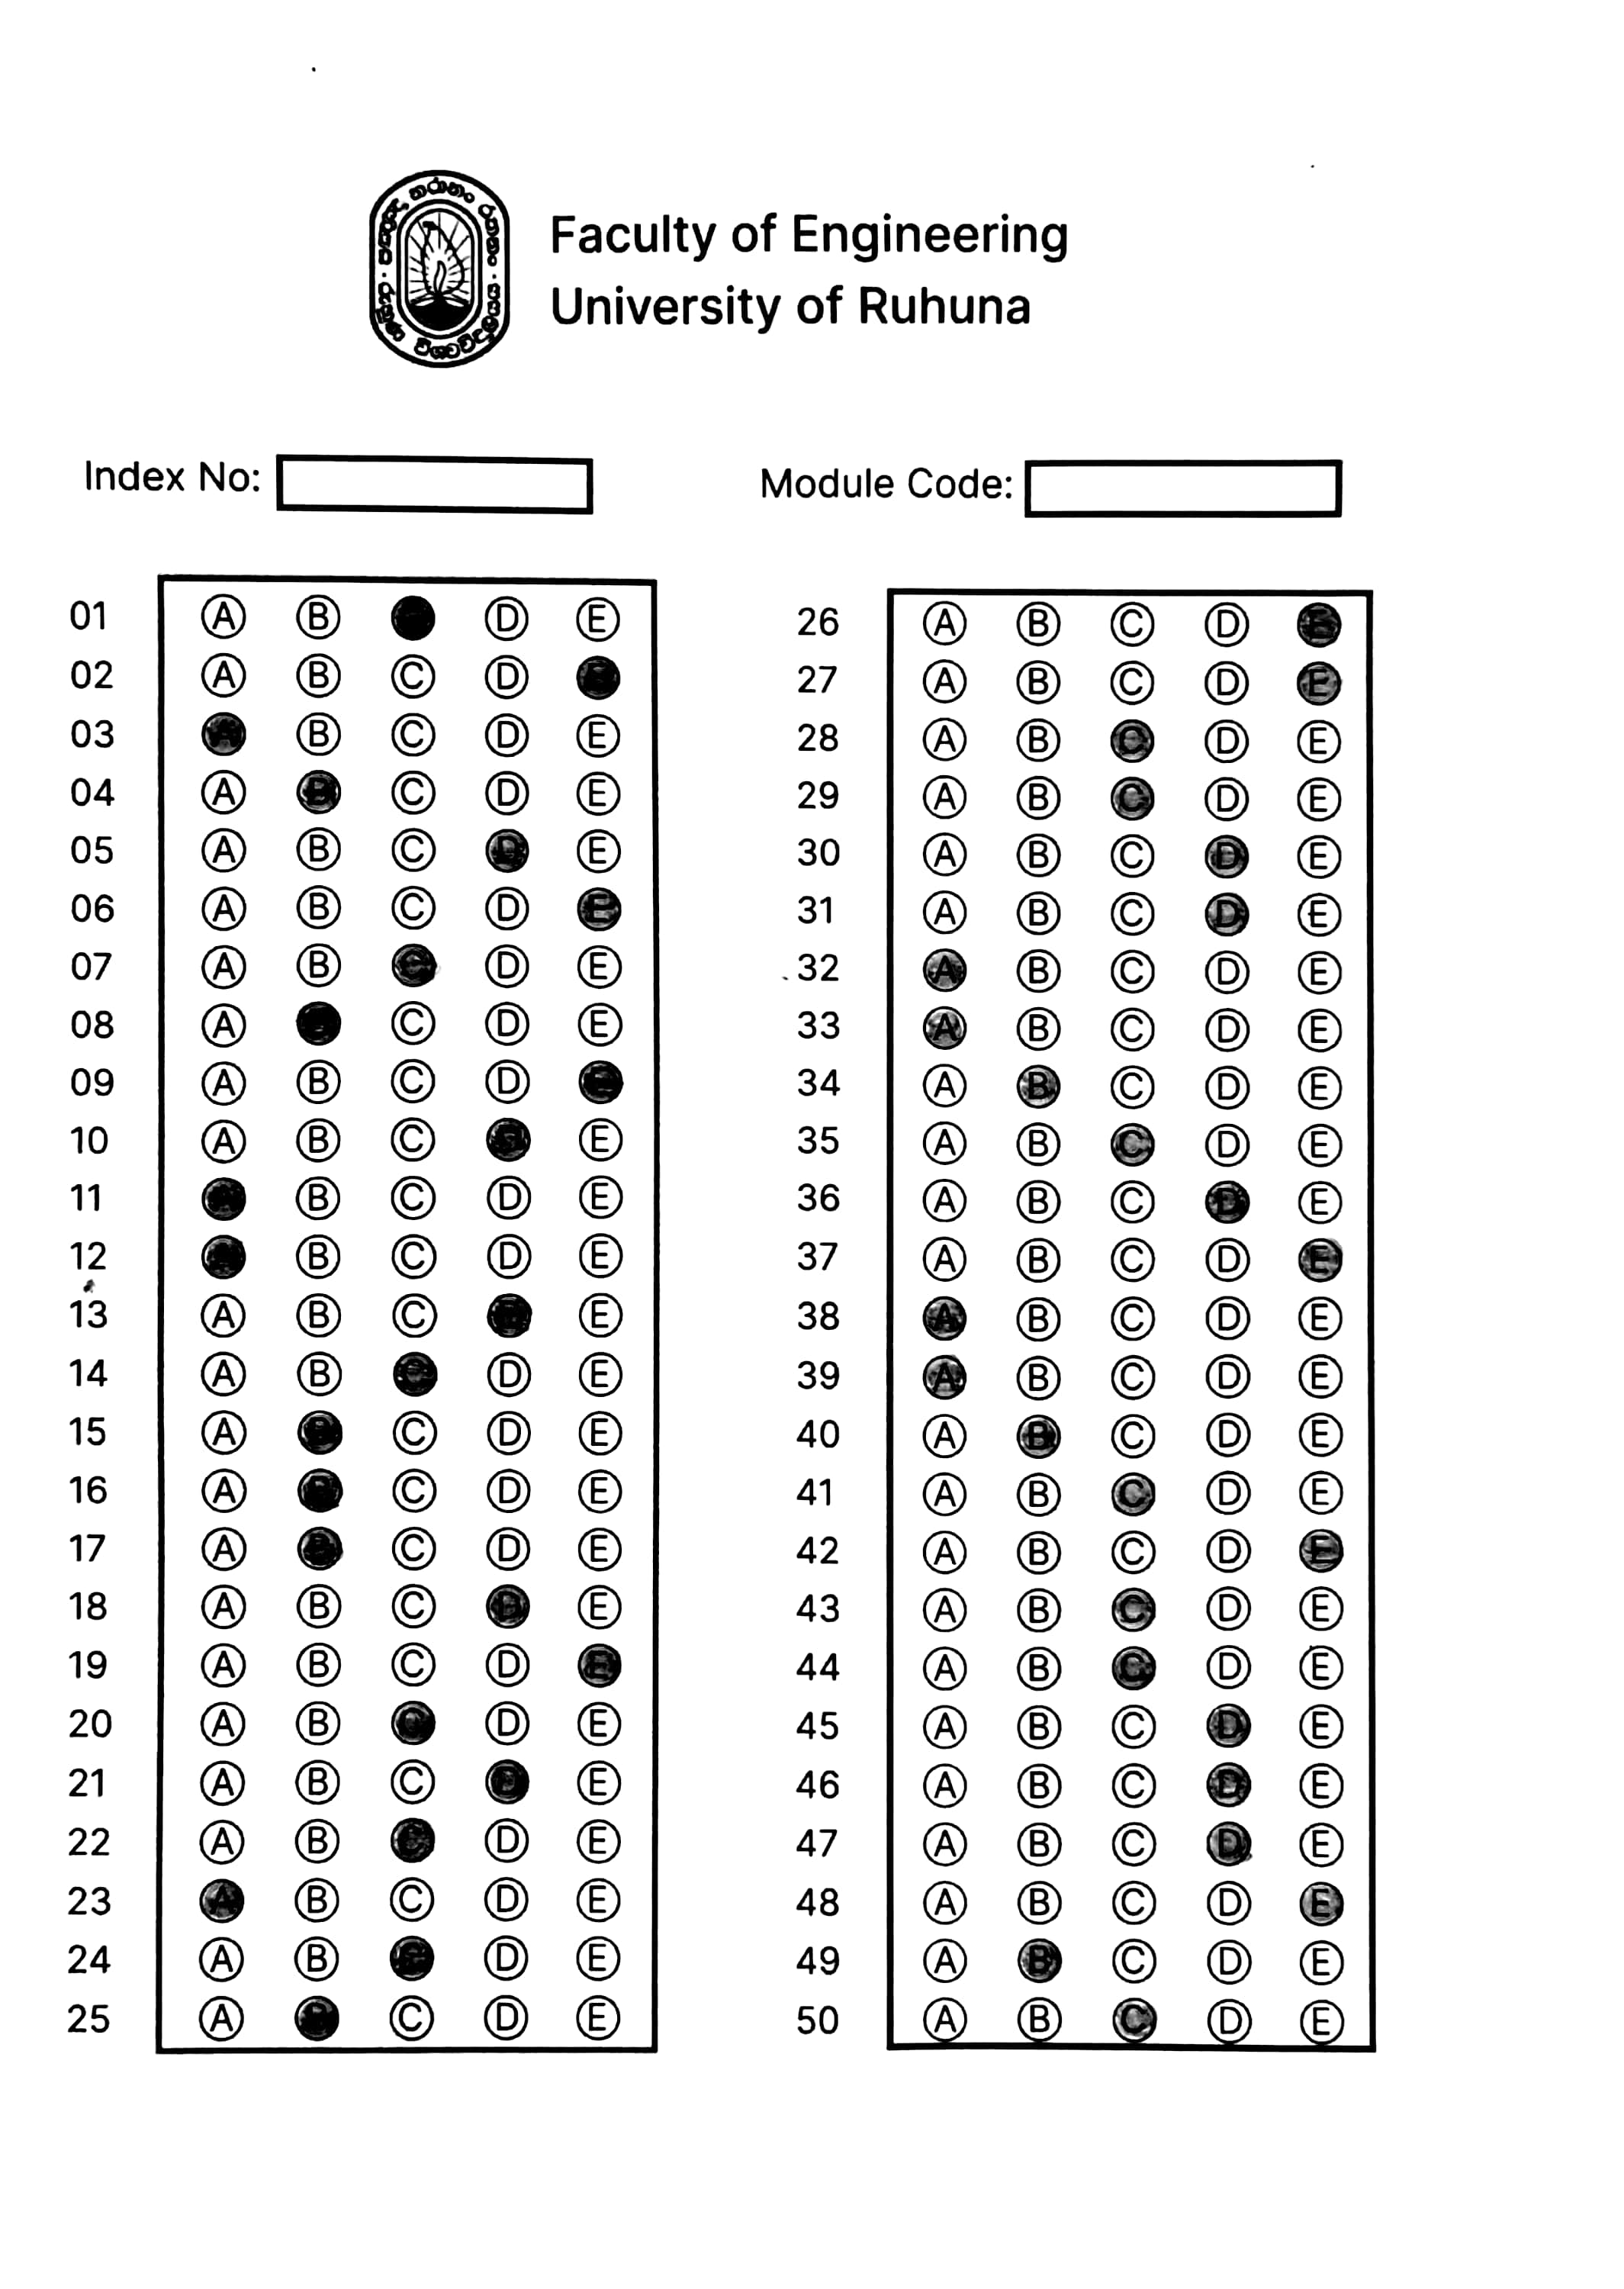 Faculty of Engineering
University of Ruhuna
Index No:
Module Code:
01 A B D E
02 A B C D
03 A B C D E
04 A B C D E
05 A B C D E
06 A B C D E
07 A B C D E
08 A C D E
09 A B C D
10 A B C E
11 B C D E
12 B C D E
13 A B C E
14 A B C D E
15 A B C D E
16 A B C D E
17 A B C D E
18 A B C D E
19 A B C D E
20 A B C D E
21 A B C D E
22 A B C D E
23 A B C D E
24 A B C D E
25 A B C D E
26 A B C D E
27 A B C D E
28 A B C D E
29 A B C D E
30 A B C D E
31 A B C D E
32 A B C D E
33 A B C D E
34 A B C D E
35 A B C D E
36 A B C D E
37 A B C D E
38 A B C D E
39 A B C D E
40 A B C D E
41 A B C D E
42 A B C D E
43 A B C D E
44 A B C D E
45 A B C D E
46 A B C D E
47 A B C D E
48 A B C D E
49 A B C D E
50 A B C D E